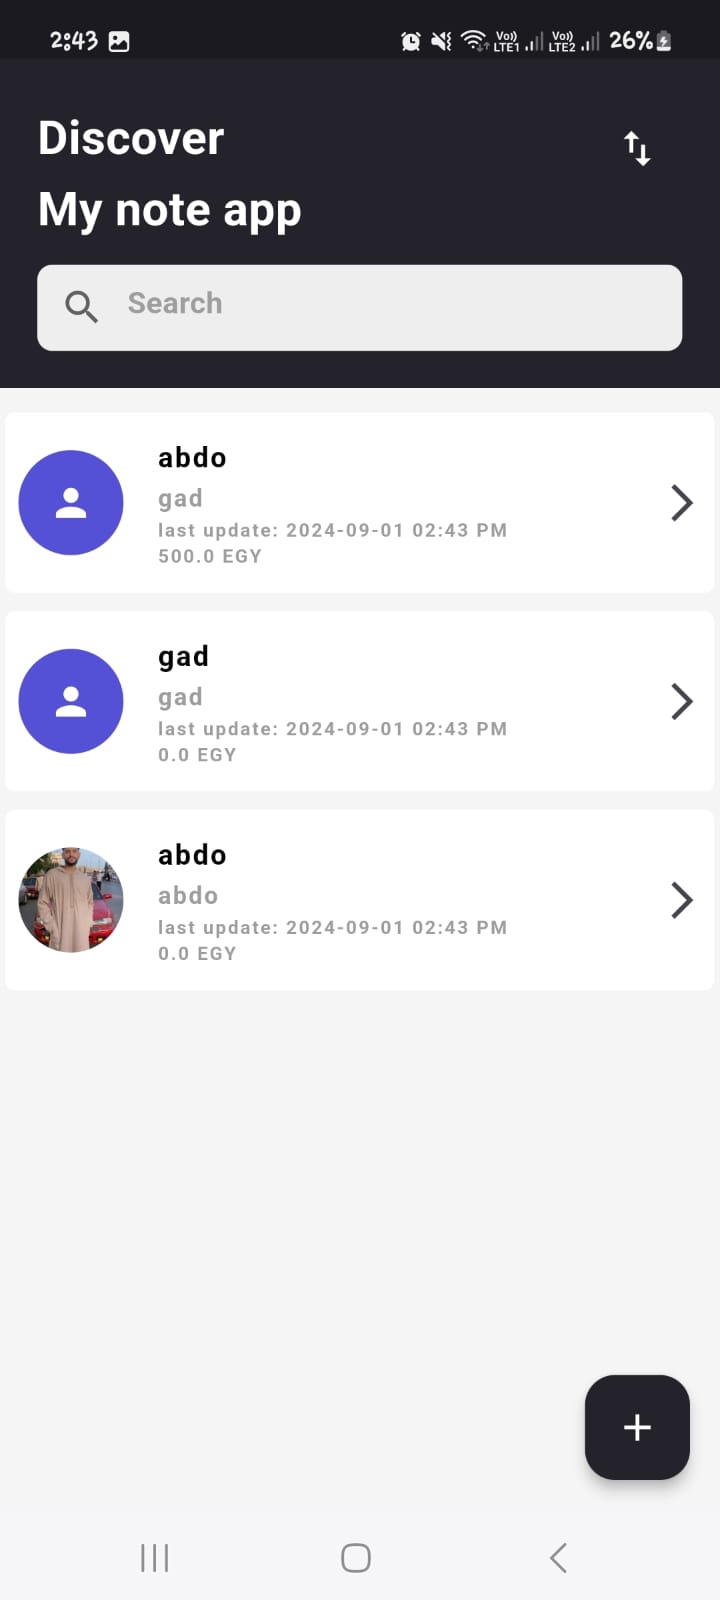 2:43
Vo)) LTE1 Vo)) LTE2 26%
Discover
My note app
Search
abdo
gad
last update: 2024-09-01 02:43 PM
500.0 EGY
gad
gad
last update: 2024-09-01 02:43 PM
0.0 EGY
abdo
abdo
last update: 2024-09-01 02:43 PM
0.0 EGY